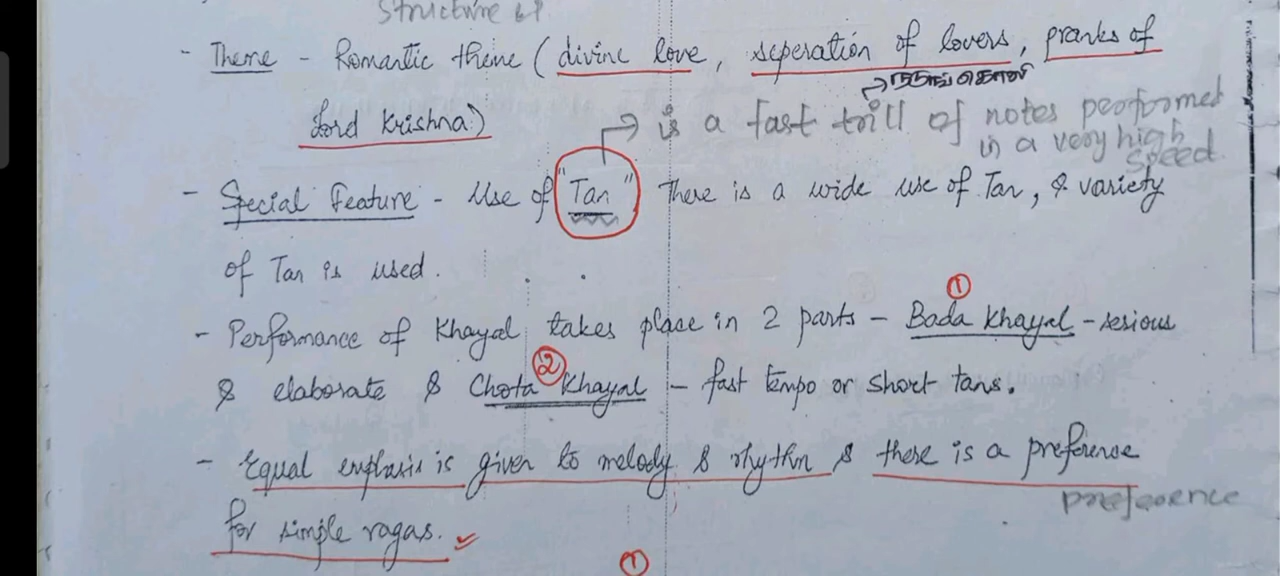 Structure of
- Theme - Romantic theme ( divine love, seperation of lovers, pranks of
Lord Krishna)
→ is a fast trill of notes performed
in a very high
speed
- Special Feature - Use of "Tan" There is a wide use of Tan, & variety
of Tan is used.
①
- Performance of Khayal takes place in 2 parts - Bada Khayal - serious
②
& elaborate & Chota Khayal - fast tempo or short tans.
- Equal emphasis is given to melody & rhythm & there is a preference
preference
for simple ragas.
①